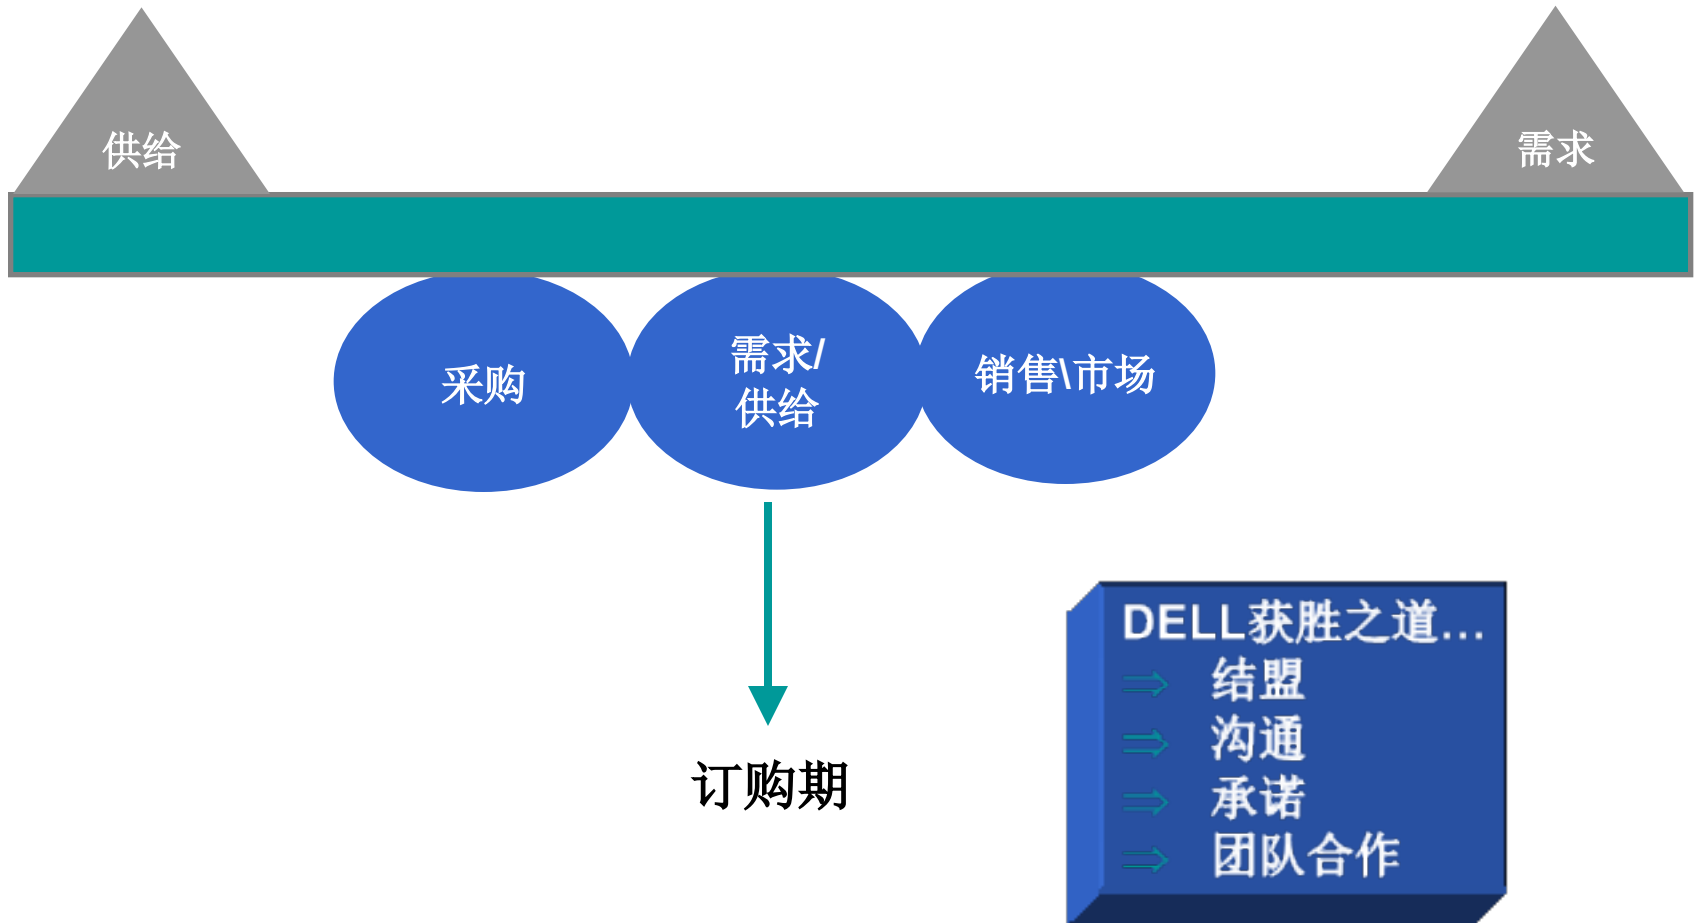 供给
需求
采购
需求/
供给
销售\市场
订购期
DELL获胜之道…
⇒ 结盟
⇒ 沟通
⇒ 承诺
⇒ 团队合作